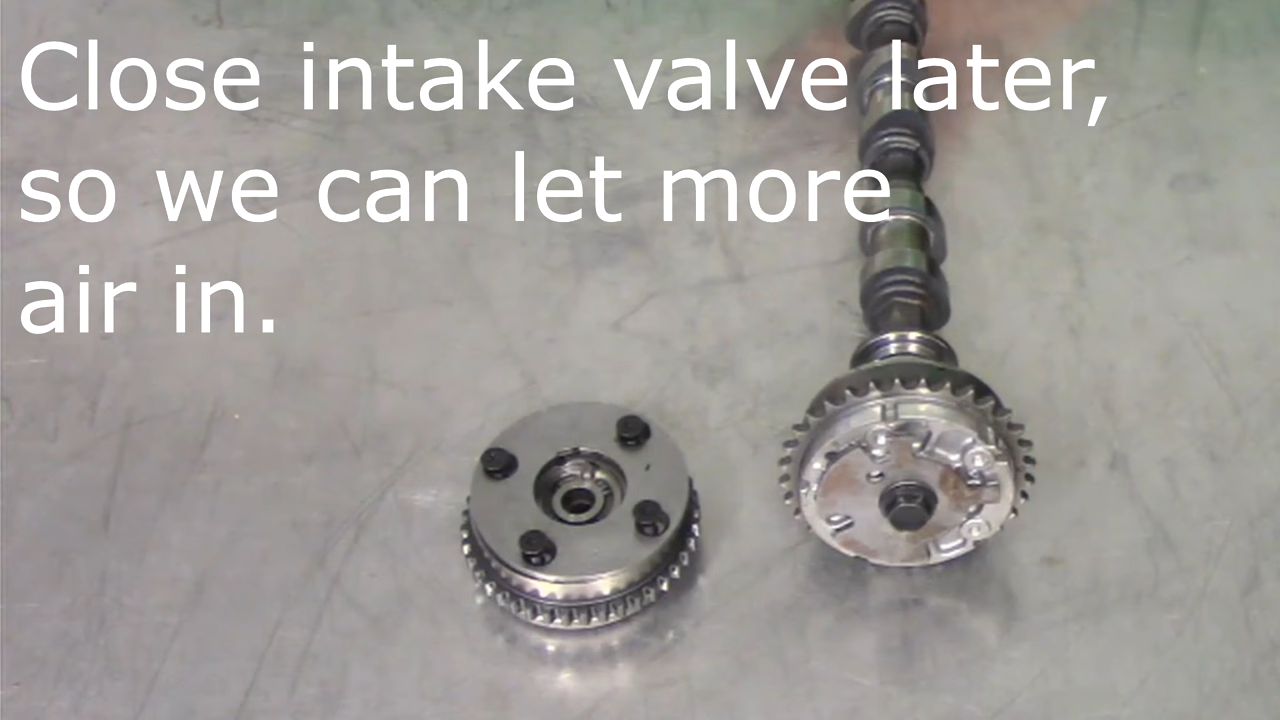 Close intake valve later,
so we can let more
air in.